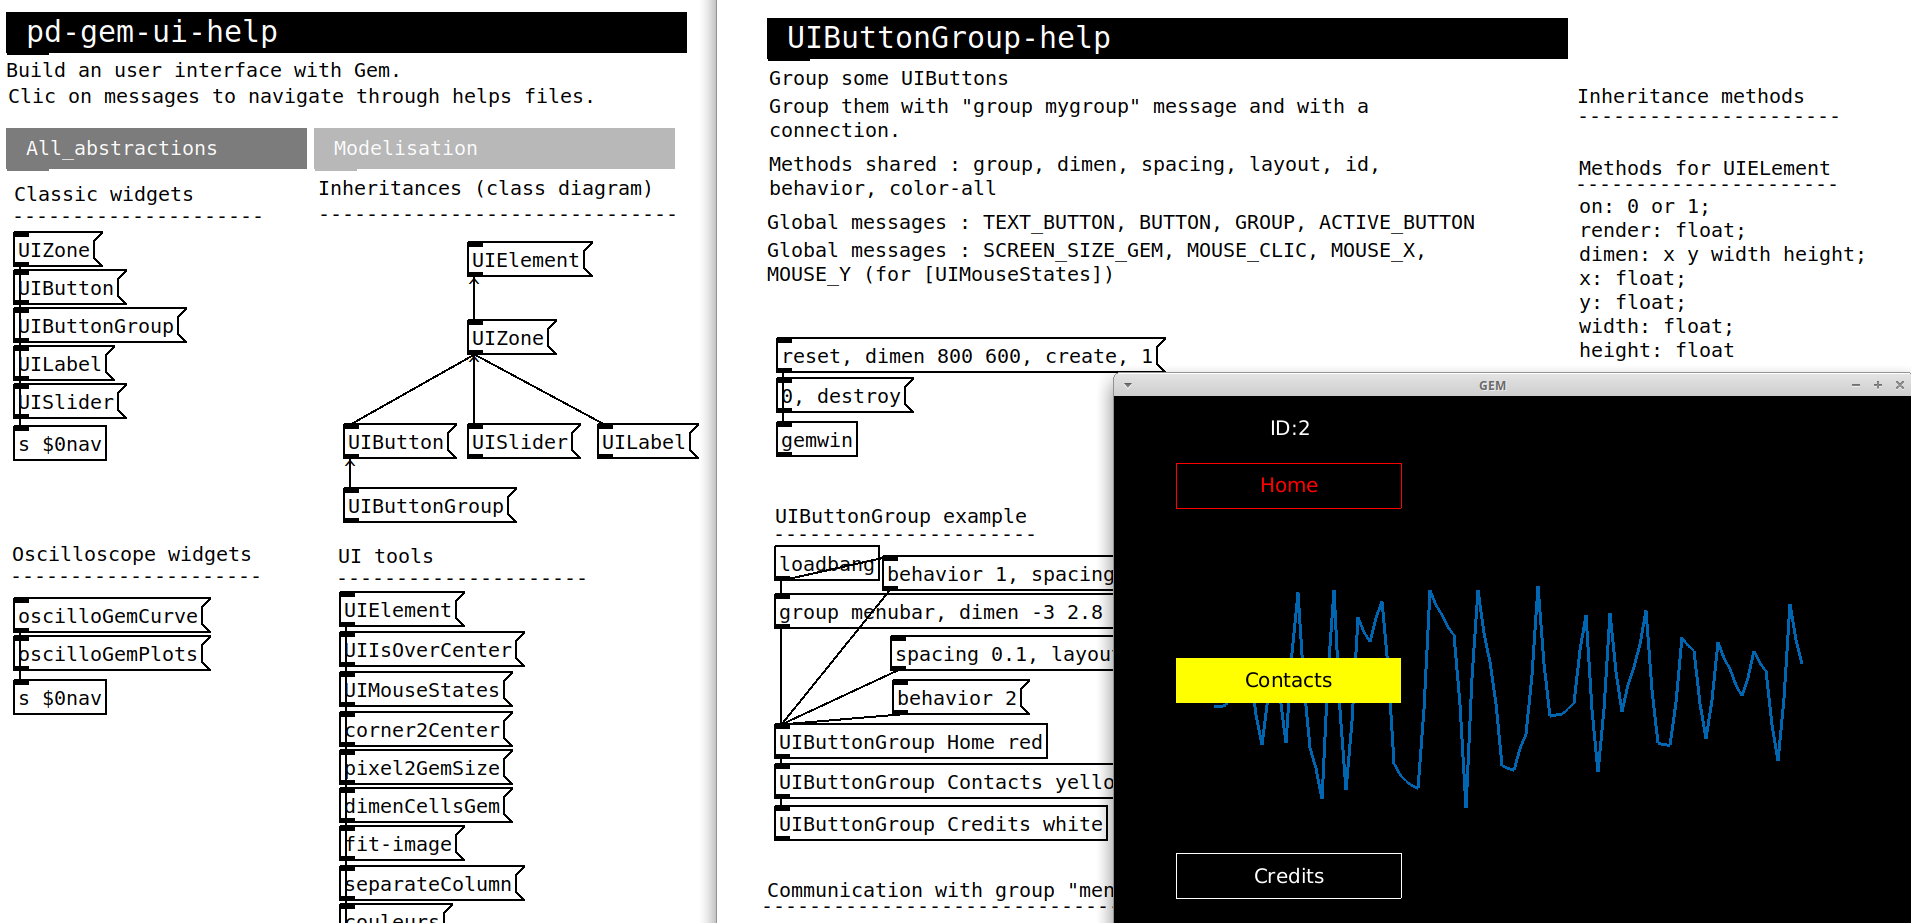 pd-gem-ui-help
Build an user interface with Gem.
Clic on messages to navigate through helps files.
All_abstractions
Modelisation
Classic widgets
----------------------
UIZone
UIButton
UIButtonGroup
UILabel
UISlider
s $0nav
Inheritances (class diagram)
------------------------------
UIElement
UIZone
UIButton
UISlider
UILabel
UIButtonGroup
Oscilloscope widgets
---------------------
oscilloGemCurve
oscilloGemPlots
s $0nav
UI tools
---------------------
UIElement
UIIsOverCenter
UIMouseStates
corner2Center
pixel2GemSize
dimenCellsGem
fit-image
separateColumn
couleurs
UIButtonGroup-help
Group some UIButtons
Group them with "group mygroup" message and with a
connection.
Methods shared : group, dimen, spacing, layout, id,
behavior, color-all
Global messages : TEXT_BUTTON, BUTTON, GROUP, ACTIVE_BUTTON
Global messages : SCREEN_SIZE_GEM, MOUSE_CLIC, MOUSE_X,
MOUSE_Y (for [UIMouseStates])
reset, dimen 800 600, create, 1
0, destroy
gemwin
UIButtonGroup example
----------------------
loadbang
behavior 1, spacing
group menubar, dimen -3 2.8
spacing 0.1, layou
behavior 2
UIButtonGroup Home red
UIButtonGroup Contacts yello
UIButtonGroup Credits white
Communication with group "men
Inheritance methods
----------------------
Methods for UIELement
----------------------
on: 0 or 1;
render: float;
dimen: x y width height;
x: float;
y: float;
width: float;
height: float
GEM
ID:2
Home
Contacts
Credits